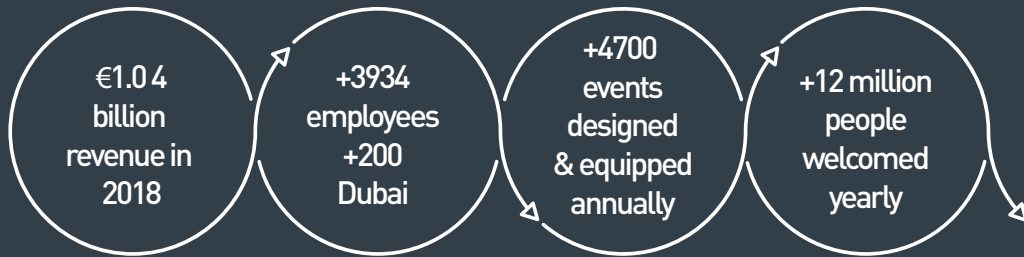 €1.0 4
billion
revenue in
2018
+3934
employees
+200
Dubai
+4700
events
designed
& equipped
annually
+12 million
people
welcomed
yearly